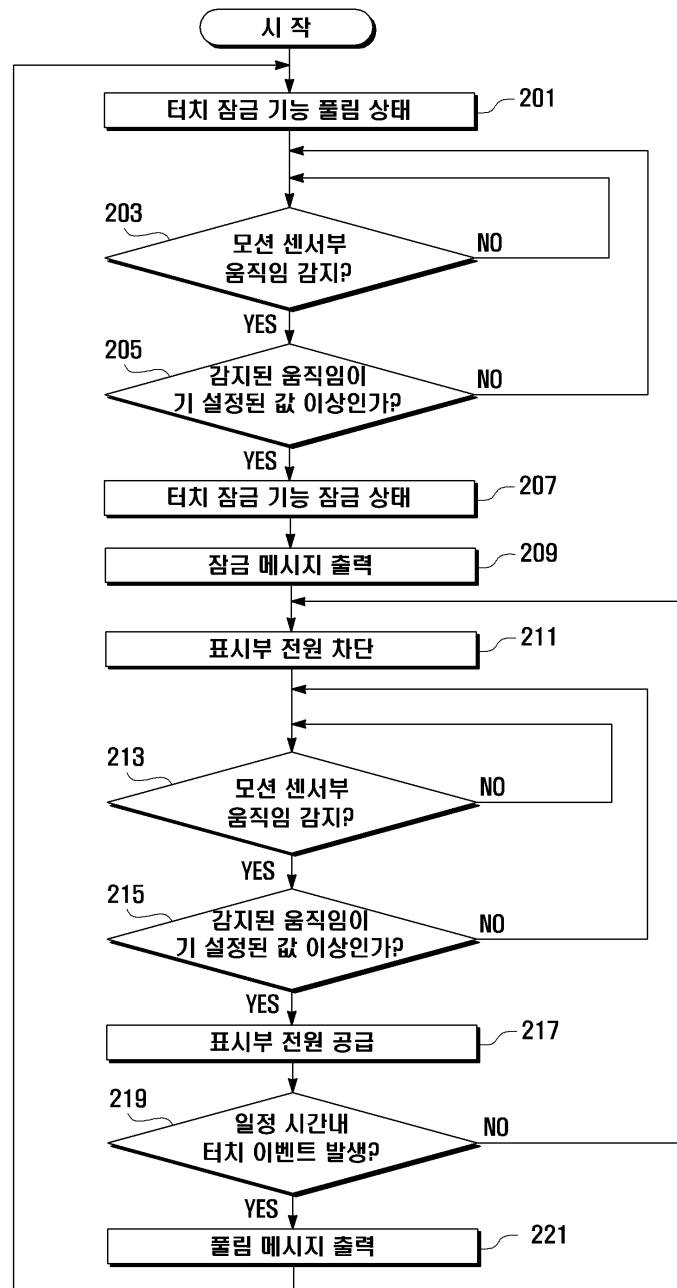 시 작
터치 잠금 기능 풀림 상태
201
203
모션 센서부
움직임 감지?
NO
YES
205
감지된 움직임이
기 설정된 값 이상인가?
NO
YES
터치 잠금 기능 잠금 상태
207
잠금 메시지 출력
209
표시부 전원 차단
211
213
모션 센서부
움직임 감지?
NO
YES
215
감지된 움직임이
기 설정된 값 이상인가?
NO
YES
표시부 전원 공급
217
219
일정 시간내
터치 이벤트 발생?
NO
YES
풀림 메시지 출력
221